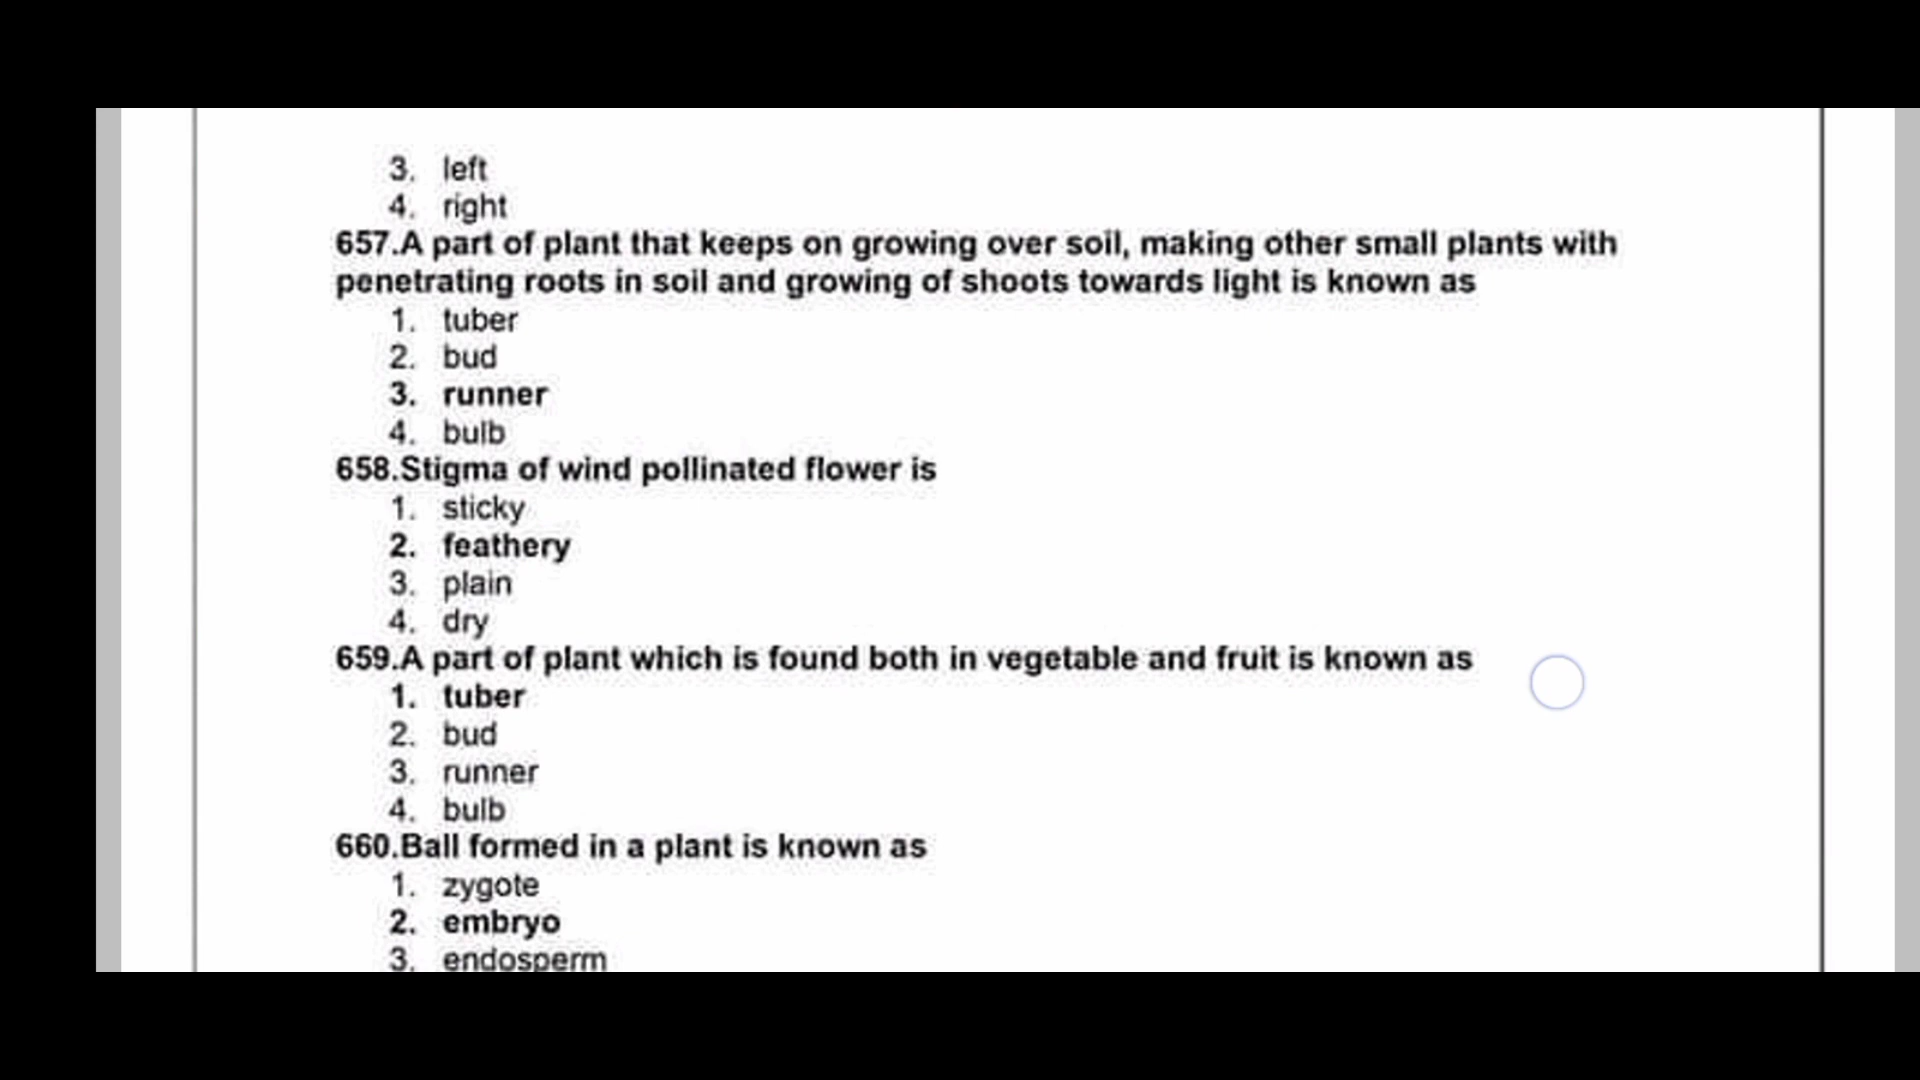 3. left
4. right
657.A part of plant that keeps on growing over soil, making other small plants with
penetrating roots in soil and growing of shoots towards light is known as
1. tuber
2. bud
3. runner
4. bulb
658.Stigma of wind pollinated flower is
1. sticky
2. feathery
3. plain
4. dry
659.A part of plant which is found both in vegetable and fruit is known as
1. tuber
2. bud
3. runner
4. bulb
660.Ball formed in a plant is known as
1. zygote
2. embryo
3. endosperm